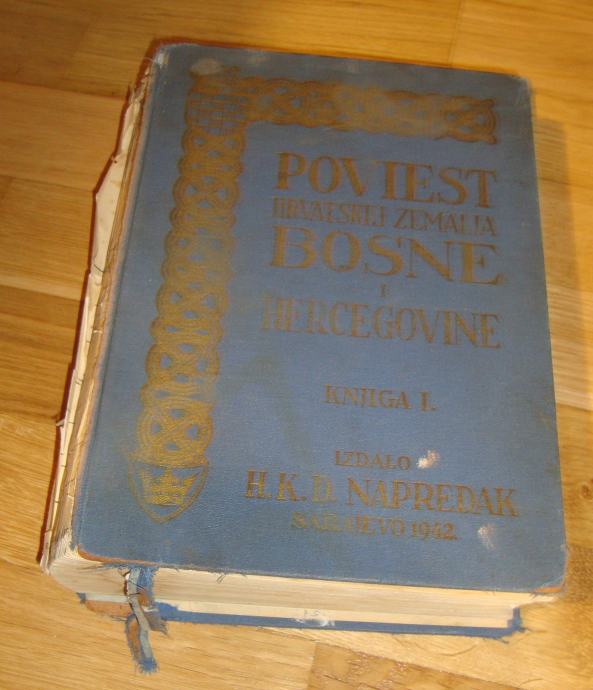 POVIEST
HRVATSKIH ZEMALJA
BOSNE
I
HERCEGOVINE
KNJIGA I.
IZDALO
H.K.D. NAPREDAK
SARAJEVO 1942.